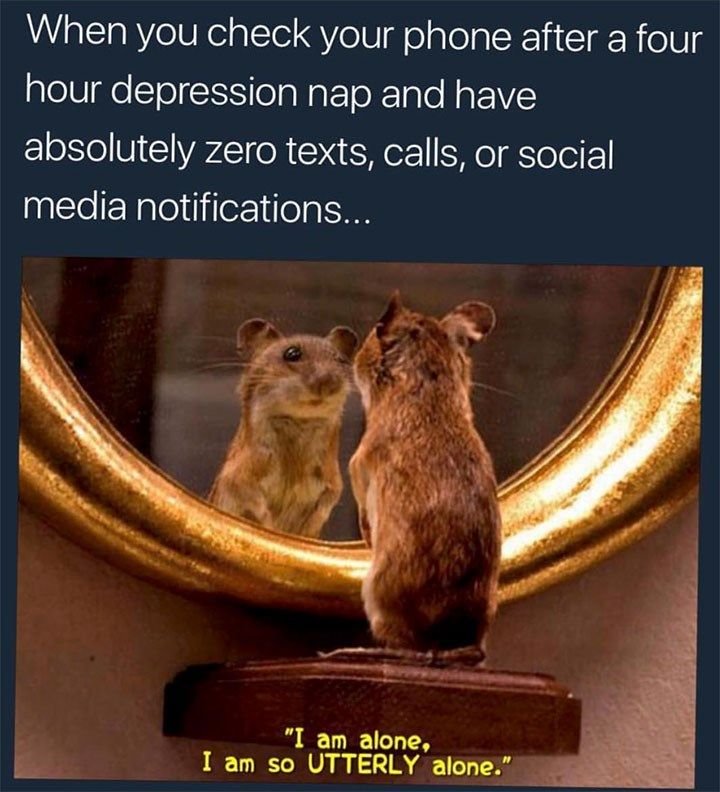 When you check your phone after a four
hour depression nap and have
absolutely zero texts, calls, or social
media notifications...
"I am alone,
I am so UTTERLY alone."